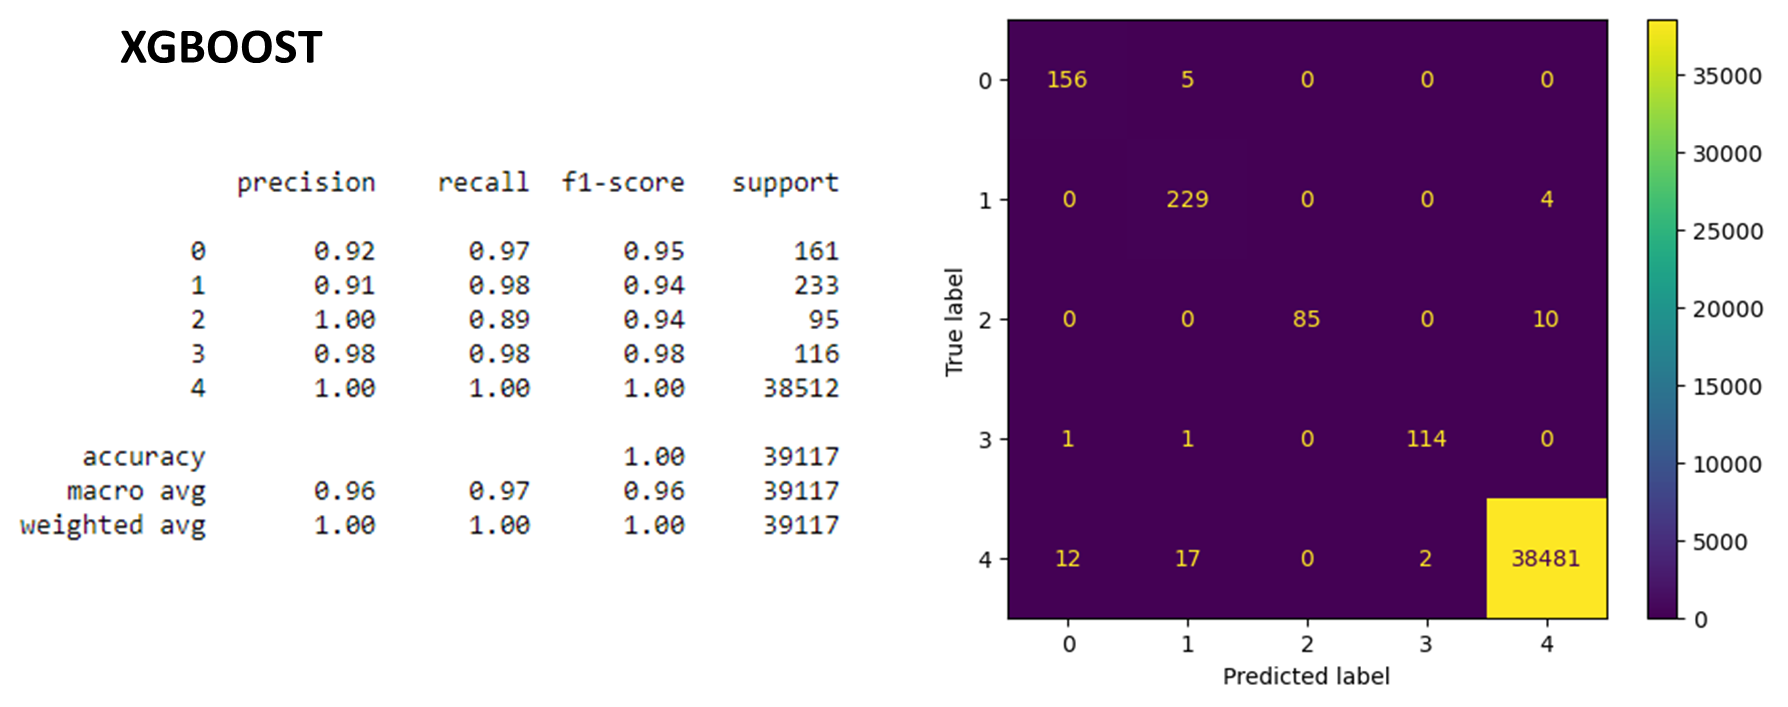 XGBOOST
precision recall f1-score support
0 0.92 0.97 0.95 161
1 0.91 0.98 0.94 233
2 1.00 0.89 0.94 95
3 0.98 0.98 0.98 116
4 1.00 1.00 1.00 38512
accuracy 1.00 39117
macro avg 0.96 0.97 0.96 39117
weighted avg 1.00 1.00 1.00 39117
True label
0 156 5 0 0 0
1 0 229 0 0 4
2 0 0 85 0 10
3 1 1 0 114 0
4 12 17 0 2 38481
0 1 2 3 4
Predicted label
35000
30000
25000
20000
15000
10000
5000
0